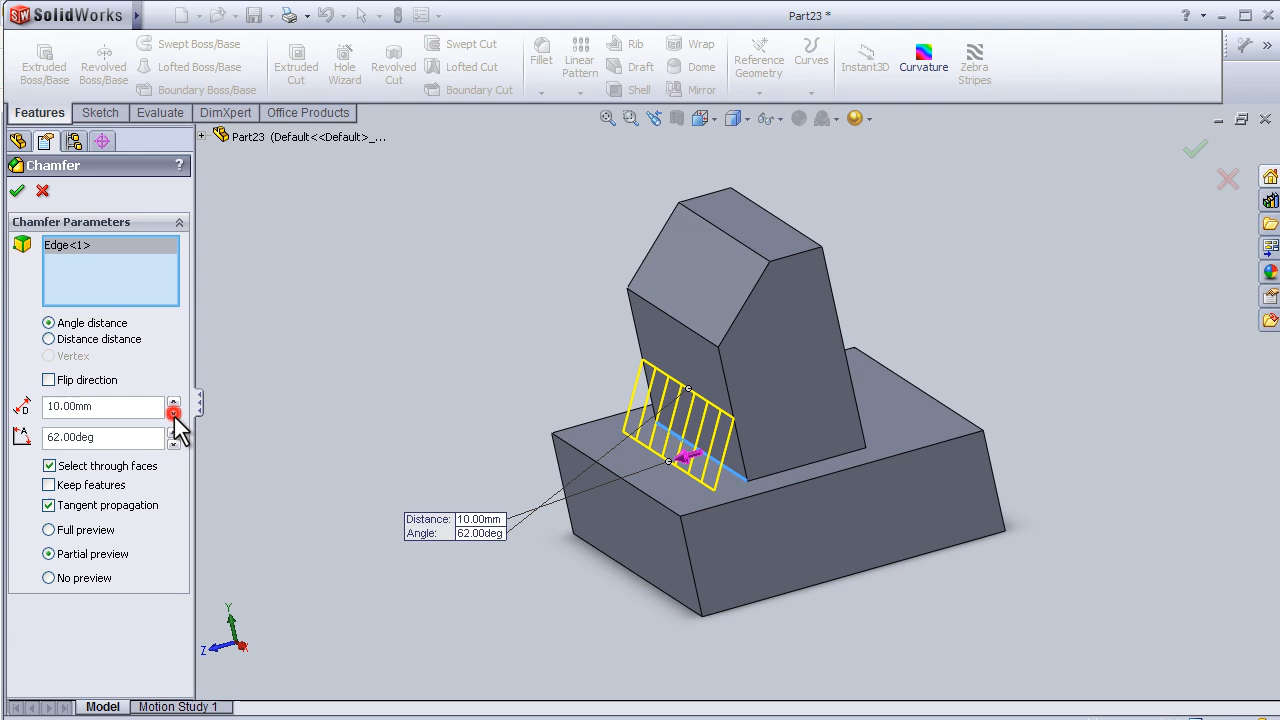 SolidWorks
Part23 *
?
Extruded
Boss/Base
Revolved
Boss/Base
Swept Boss/Base
Lofted Boss/Base
Boundary Boss/Base
Extruded
Cut
Hole
Wizard
Revolved
Cut
Swept Cut
Lofted Cut
Boundary Cut
Fillet
Linear
Pattern
Rib
Draft
Shell
Wrap
Dome
Mirror
Reference
Geometry
Curves
Instant3D
Curvature
Zebra
Stripes
Features
Sketch
Evaluate
DimXpert
Office Products
Part23 (Default<<Default>_...
Chamfer
?
Chamfer Parameters
Edge<1>
Angle distance
Distance distance
Vertex
Flip direction
D
10.00mm
A
62.00deg
Select through faces
Keep features
Tangent propagation
Full preview
Partial preview
No preview
Distance: 10.00mm
Angle: 62.00deg
Y
Z
X
Model
Motion Study 1